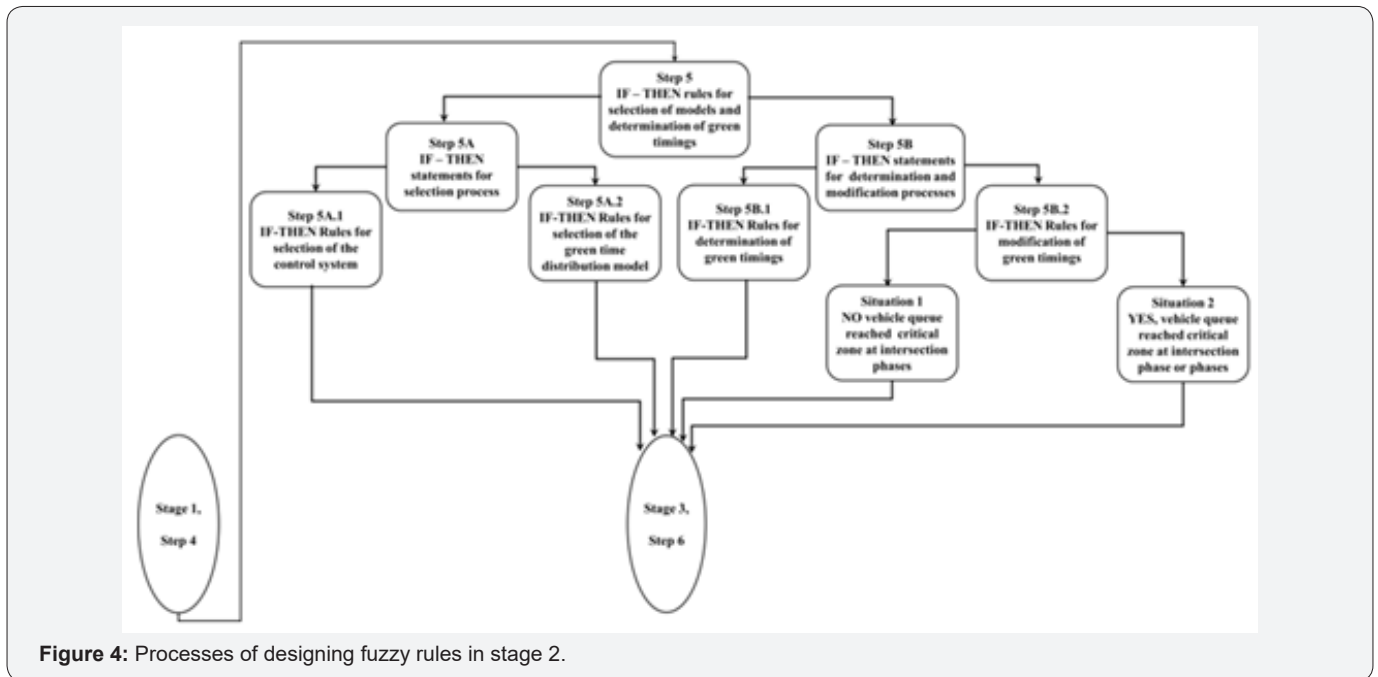 Step 5
IF – THEN rules for
selection of models and
determination of green
timings
Step 5A
IF – THEN
statements for
selection process
Step 5B
IF – THEN statements
for determination and
modification processes
Step 5A.1
IF-THEN Rules for
selection of the
control system
Step 5A.2
IF-THEN Rules for
selection of the
green time
distribution model
Step 5B.1
IF-THEN Rules for
determination of
green timings
Step 5B.2
IF-THEN Rules for
modification of
green timings
Situation 1
NO vehicle queue
reached critical
zone at intersection
phases
Situation 2
YES, vehicle queue
reached critical
zone at intersection
phase or phases
Stage 1,
Step 4
Stage 3,
Step 6
Figure 4: Processes of designing fuzzy rules in stage 2.